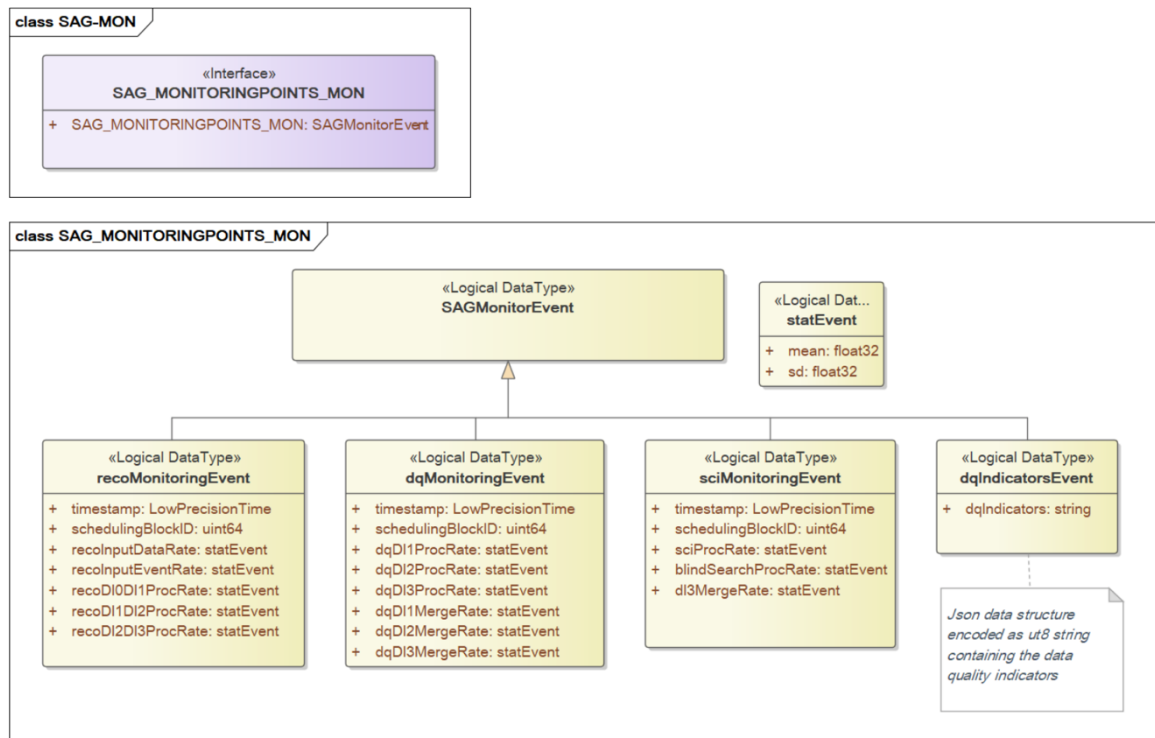 class SAG-MON
«Interface»
SAG_MONITORINGPOINTS_MON
+ SAG_MONITORINGPOINTS_MON: SAGMonitorEvent
class SAG_MONITORINGPOINTS_MON
«Logical DataType»
SAGMonitorEvent
«Logical Dat...
statEvent
+ mean: float32
+ sd: float32
«Logical DataType»
recoMonitoringEvent
+ timestamp: LowPrecisionTime
+ schedulingBlockID: uint64
+ recoInputDataRate: statEvent
+ recoInputEventRate: statEvent
+ recoDl0Dl1ProcRate: statEvent
+ recoDl1Dl2ProcRate: statEvent
+ recoDl2Dl3ProcRate: statEvent
«Logical DataType»
dqMonitoringEvent
+ timestamp: LowPrecisionTime
+ schedulingBlockID: uint64
+ dqDl1ProcRate: statEvent
+ dqDl2ProcRate: statEvent
+ dqDl3ProcRate: statEvent
+ dqDl1MergeRate: statEvent
+ dqDl2MergeRate: statEvent
+ dqDl3MergeRate: statEvent
«Logical DataType»
sciMonitoringEvent
+ timestamp: LowPrecisionTime
+ schedulingBlockID: uint64
+ sciProcRate: statEvent
+ blindSearchProcRate: statEvent
+ dl3MergeRate: statEvent
«Logical DataType»
dqIndicatorsEvent
+ dqIndicators: string
Json data structure
encoded as ut8 string
containing the data
quality indicators